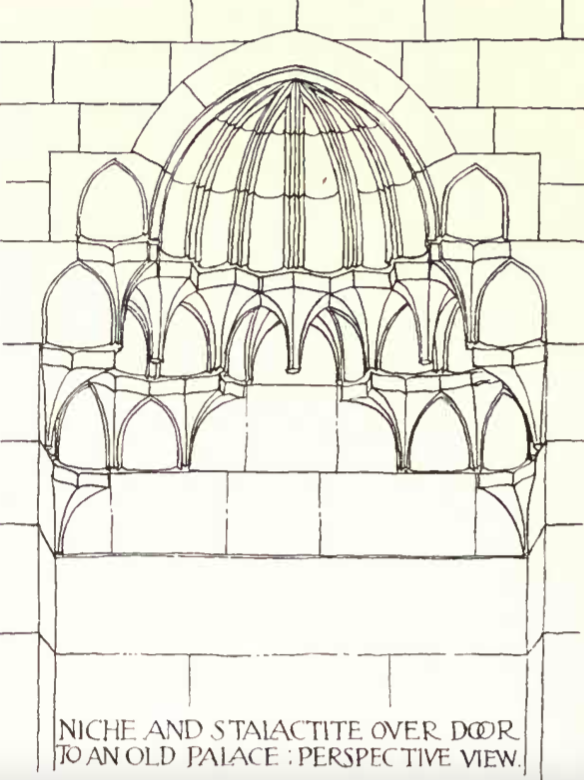 NICHE AND STALACTITE OVER DOOR
TO AN OLD PALACE : PERSPECTIVE VIEW.